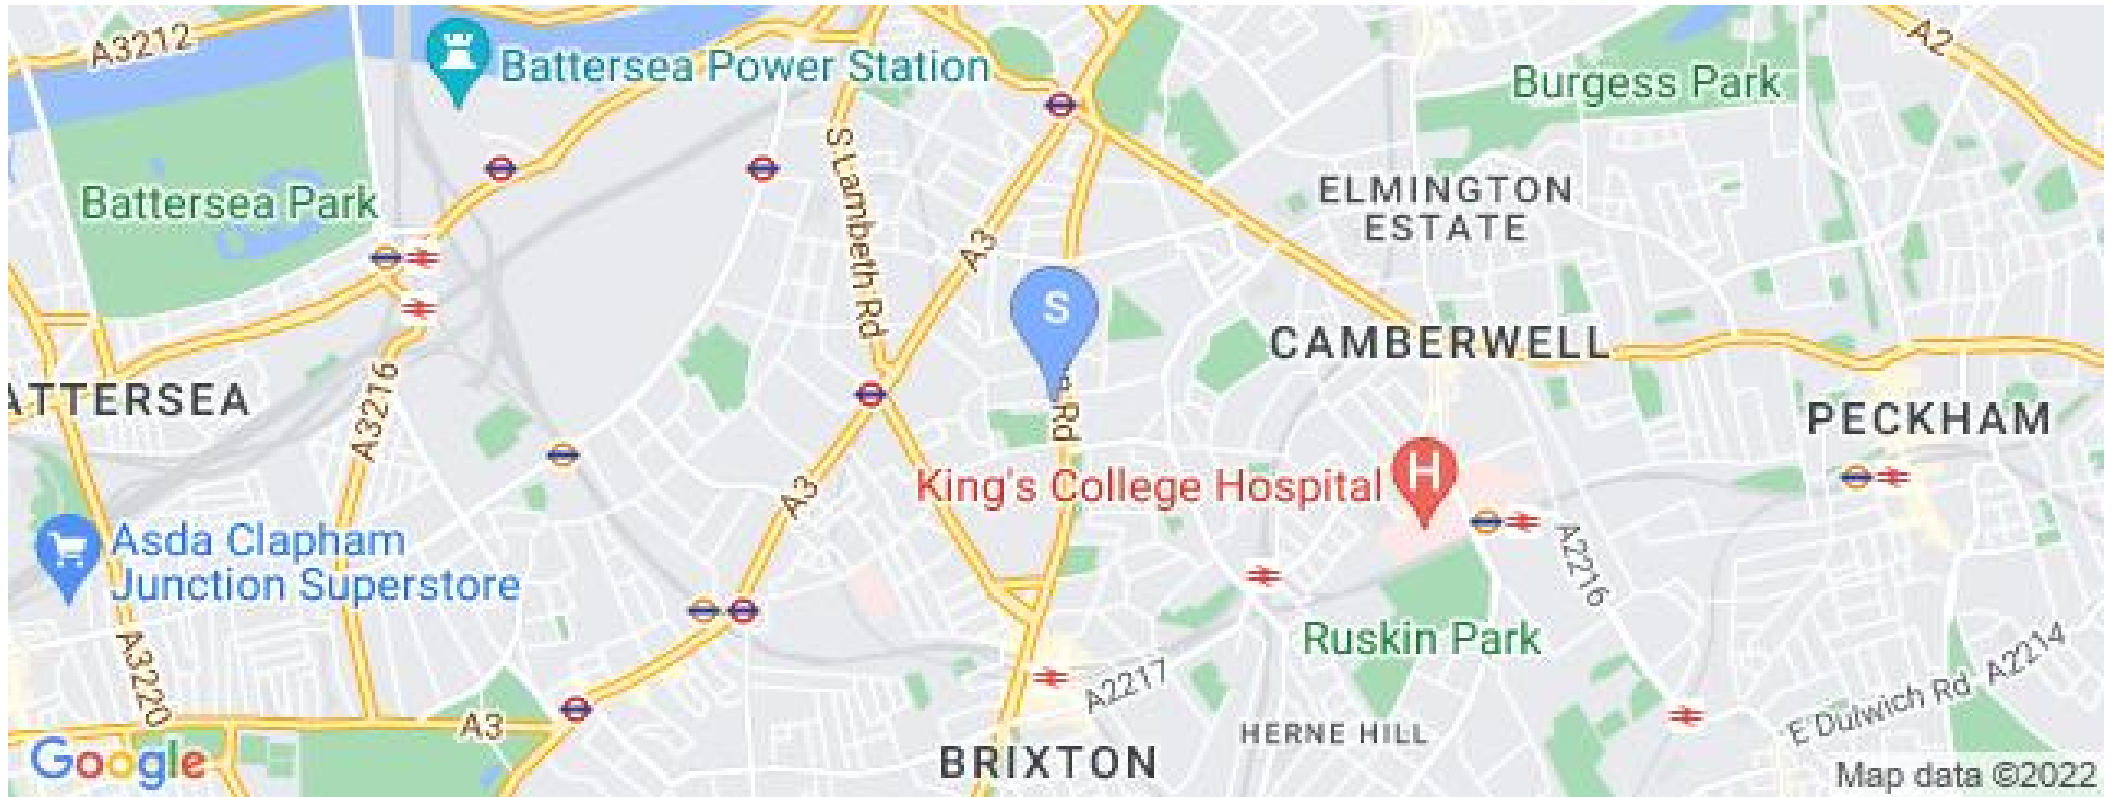 A3212
A2
Battersea Power Station
Burgess Park
S Lambeth Rd
Battersea Park
ELMINGTON
ESTATE
A3
S
CAMBERWELL
ATTERSEA
A3216
Rd
PECKHAM
King's College Hospital
H
A3
Asda Clapham
Junction Superstore
A2216
Ruskin Park
A3220
A2217
E Dulwich Rd A2214
A3
HERNE HILL
BRIXTON
Google
Map data ©2022